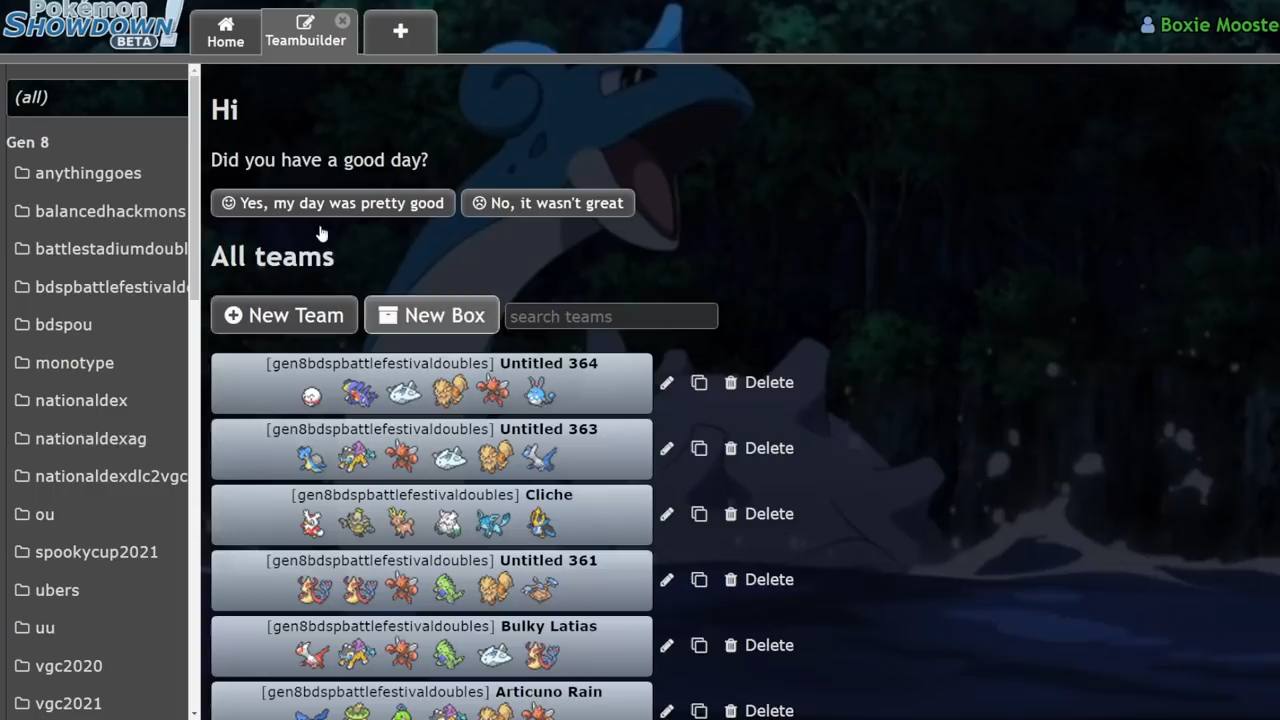 Pokémon
SHOWDOWN!
BETA
Home
Teambuilder
Boxie Mooste
(all)
Gen 8
anythinggoes
balancedhackmons
battlestadiumdoubl
bdspbattlefestivald
bdspou
monotype
nationaldex
nationaldexag
nationaldexdlc2vgc
ou
spookycup2021
ubers
uu
vgc2020
vgc2021
Hi
Did you have a good day?
Yes, my day was pretty good
No, it wasn't great
All teams
New Team
New Box
search teams
[gen8bdspbattlefestivaldoubles] Untitled 364
Delete
[gen8bdspbattlefestivaldoubles] Untitled 363
Delete
[gen8bdspbattlefestivaldoubles] Cliche
Delete
[gen8bdspbattlefestivaldoubles] Untitled 361
Delete
[gen8bdspbattlefestivaldoubles] Bulky Latias
Delete
[gen8bdspbattlefestivaldoubles] Articuno Rain
Delete